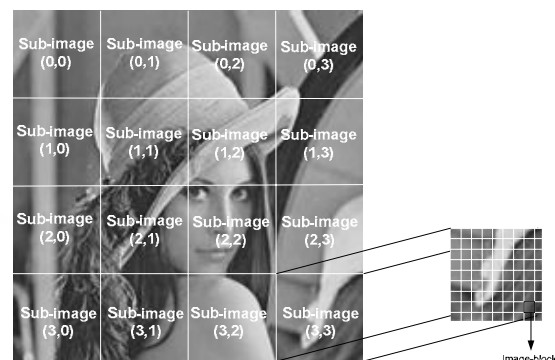 Sub-image Sub-image Sub-image Sub-image
(0,0) (0,1) (0,2) (0,3)
Sub-image Sub-image Sub-image Sub-image
(1,0) (1,1) (1,2) (1,3)
Sub-image Sub-image Sub-image Sub-image
(2,0) (2,1) (2,2) (2,3)
Sub-image Sub-image Sub-image Sub-image
(3,0) (3,1) (3,2) (3,3)
Image-block